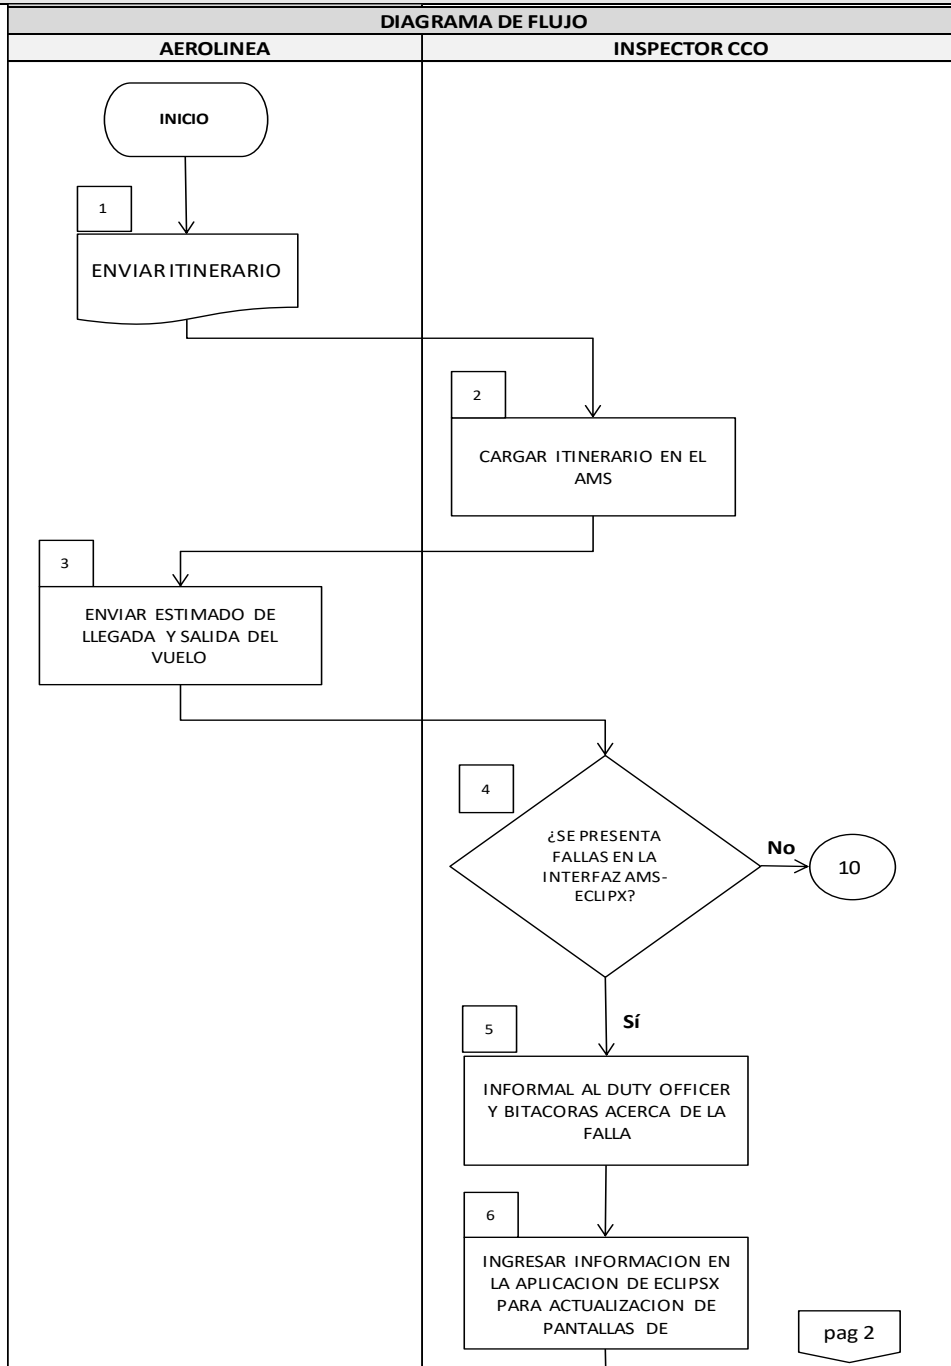 DIAGRAMA DE FLUJO
AEROLINEA
INSPECTOR CCO
INICIO
1
ENVIAR ITINERARIO
2
CARGAR ITINERARIO EN EL
AMS
3
ENVIAR ESTIMADO DE
LLEGADA Y SALIDA DEL
VUELO
4
¿SE PRESENTA
FALLAS EN LA
INTERFAZ AMS-
ECLIPX?
No
10
Sí
5
INFORMAL AL DUTY OFFICER
Y BITACORAS ACERCA DE LA
FALLA
6
INGRESAR INFORMACION EN
LA APLICACION DE ECLIPSX
PARA ACTUALIZACION DE
PANTALLAS DE
pag 2